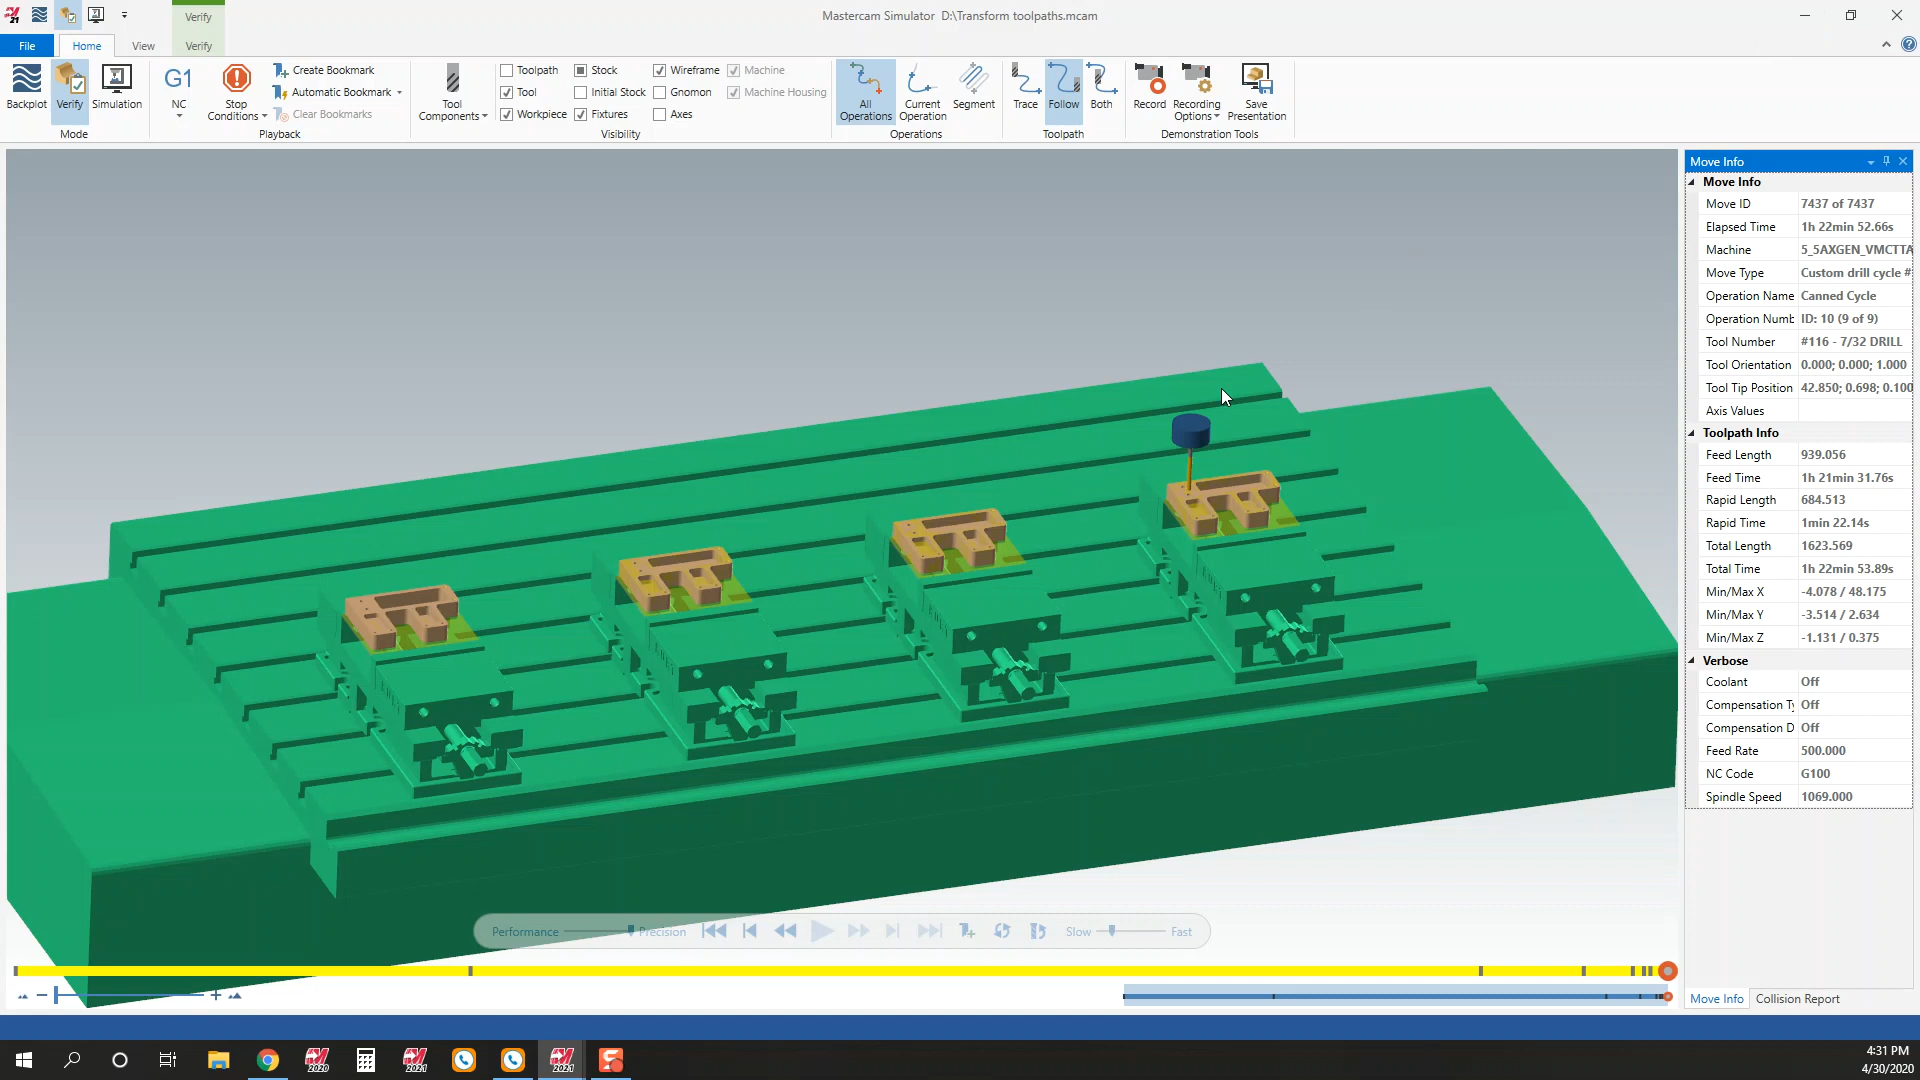 21
Verify
Mastercam Simulator D:\Transform toolpaths.mcam
File
Home
View
Verify
Backplot
Verify
Simulation
Mode
G1
NC
Stop
Conditions
Create Bookmark
Automatic Bookmark
Clear Bookmarks
Playback
Tool
Components
Toolpath
Tool
Workpiece
Stock
Initial Stock
Fixtures
Wireframe
Gnomon
Axes
Machine
Machine Housing
Visibility
All
Operations
Current
Operation
Segment
Operations
Trace
Follow
Both
Toolpath
Record
Recording
Options
Save
Presentation
Demonstration Tools
Move Info
Move Info
Move ID 7437 of 7437
Elapsed Time 1h 22min 52.66s
Machine 5_5AXGEN_VMCTTA
Move Type Custom drill cycle #
Operation Name Canned Cycle
Operation Numb ID: 10 (9 of 9)
Tool Number #116 - 7/32 DRILL
Tool Orientation 0.000; 0.000; 1.000
Tool Tip Position 42.850; 0.698; 0.100
Axis Values
Toolpath Info
Feed Length 939.056
Feed Time 1h 21min 31.76s
Rapid Length 684.513
Rapid Time 1min 22.14s
Total Length 1623.569
Total Time 1h 22min 53.89s
Min/Max X -4.078 / 48.175
Min/Max Y -3.514 / 2.634
Min/Max Z -1.131 / 0.375
Verbose
Coolant Off
Compensation Ty Off
Compensation D Off
Feed Rate 500.000
NC Code G100
Spindle Speed 1069.000
Performance Precision Slow Fast
Move Info Collision Report
2020
2021
2021
4:31 PM
4/30/2020